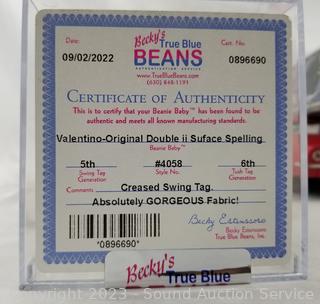 Date:
Becky's
True Blue
Cert. No:
09/02/2022
BEANS
0896690
AUTHENTICATION SERVICE
www.TrueBlueBeans.com
(630) 848-1191
CERTIFICATE OF AUTHENTICITY
This is to certify that your Beanie Baby™ has been found to be
authentic and meets all known manufacturing standards.
Valentino-Original Double ii Suface Spelling
Beanie Baby™
5th #4058 6th
Swing Tag Generation
Style No.
Tush Tag Generation
Comments
Creased Swing Tag.
Absolutely GORGEOUS Fabric!
*0896690*
Becky Estenssoro
Becky Estenssoro
True Blue Beans, Inc.
Becky's
True Blue
Copyright 2023 - Sound Auction Service